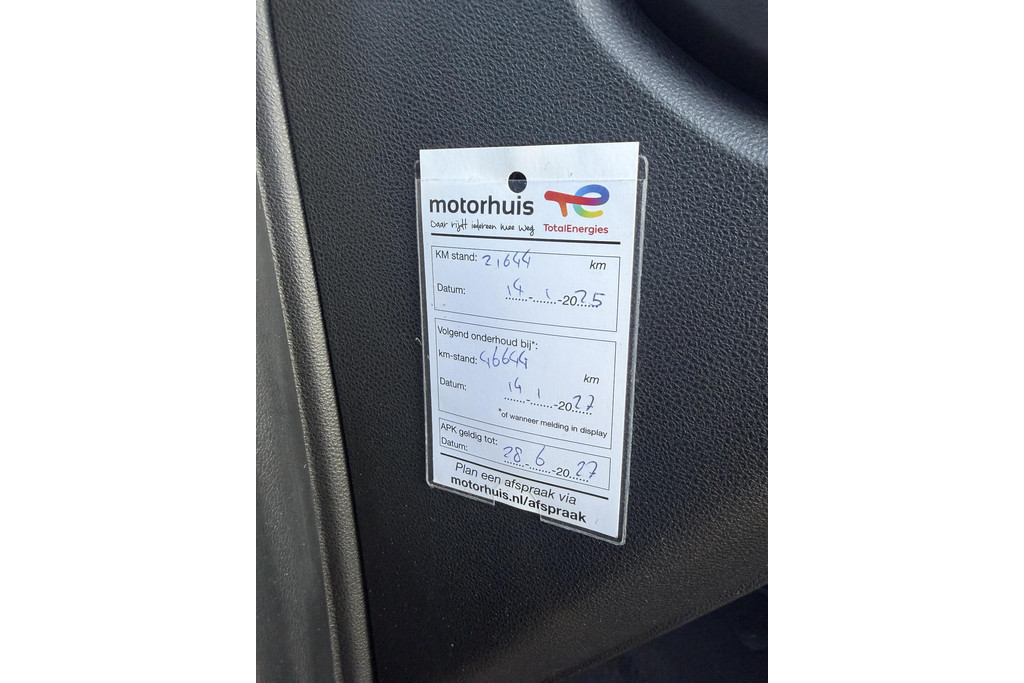 motorhuis
Daar rijdt iedereen mee weg
TotalEnergies
KM stand: 21644 km
Datum: 14-1-2025
Volgend onderhoud bij*:
km-stand: 46644 km
Datum: 14-1-2027
*of wanneer melding in display
APK geldig tot:
Datum: 28-6-2027
Plan een afspraak via
motorhuis.nl/afspraak